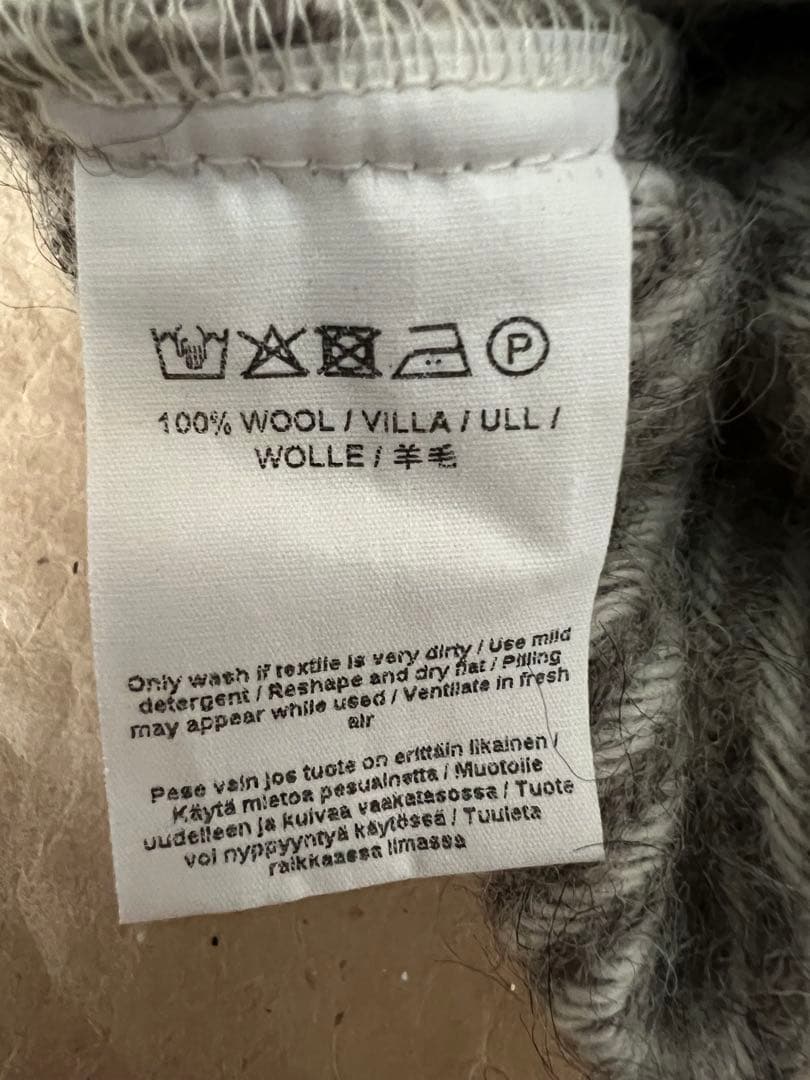 P
100% WOOL / VILLA / ULL /
WOLLE / 羊毛
Only wash if textile is very dirty / Use mild
detergent / Reshape and dry flat / Pilling
may appear while used / Ventilate in fresh
air
Pese vain jos tuote on erittäin likainen /
Käytä mietoa pesuainetta / Muotoile
uudelleen ja kuivaa vaakatasossa / Tuote
voi nyppyyntyä käytössä / Tuuleta
raikkaassa ilmassa